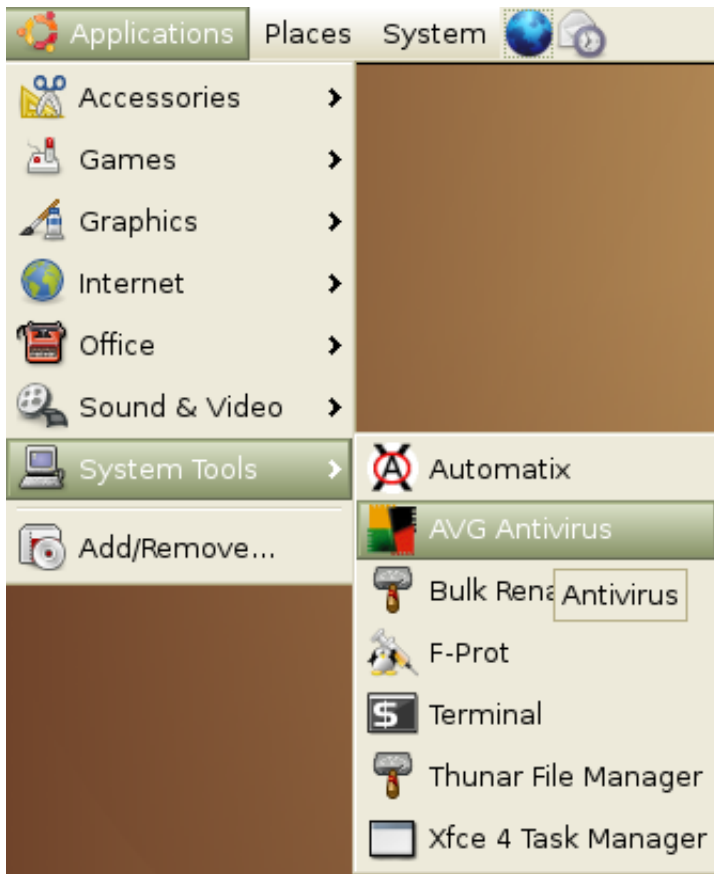 Applications Places System
Accessories
Games
Graphics
Internet
Office
Sound & Video
System Tools
Add/Remove...
Automatix
AVG Antivirus
Bulk
Antivirus
F-Prot
Terminal
Thunar File Manager
Xfce 4 Task Manager